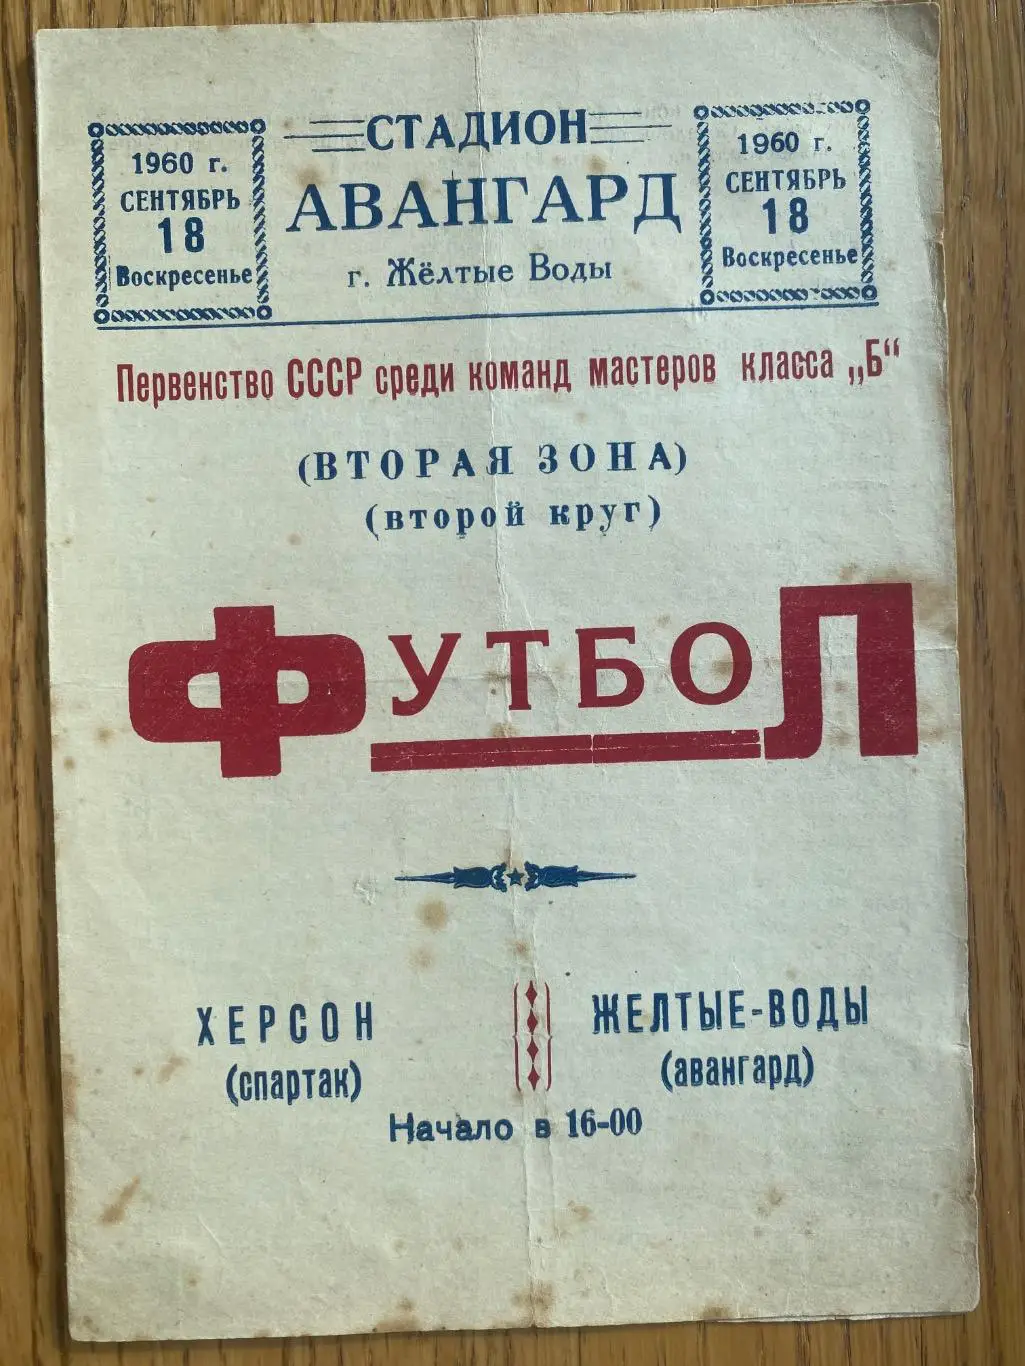 1960 г.
СЕНТЯБРЬ
18
Воскресенье
СТАДИОН
АВАНГАРД
г. Жёлтые Воды
1960 г.
СЕНТЯБРЬ
18
Воскресенье
Первенство СССР среди команд мастеров класса „Б“
(ВТОРАЯ ЗОНА)
(второй круг)
ФУТБОЛ
ХЕРСОН
(спартак)
ЖЕЛТЫЕ-ВОДЫ
(авангард)
Начало в 16-00